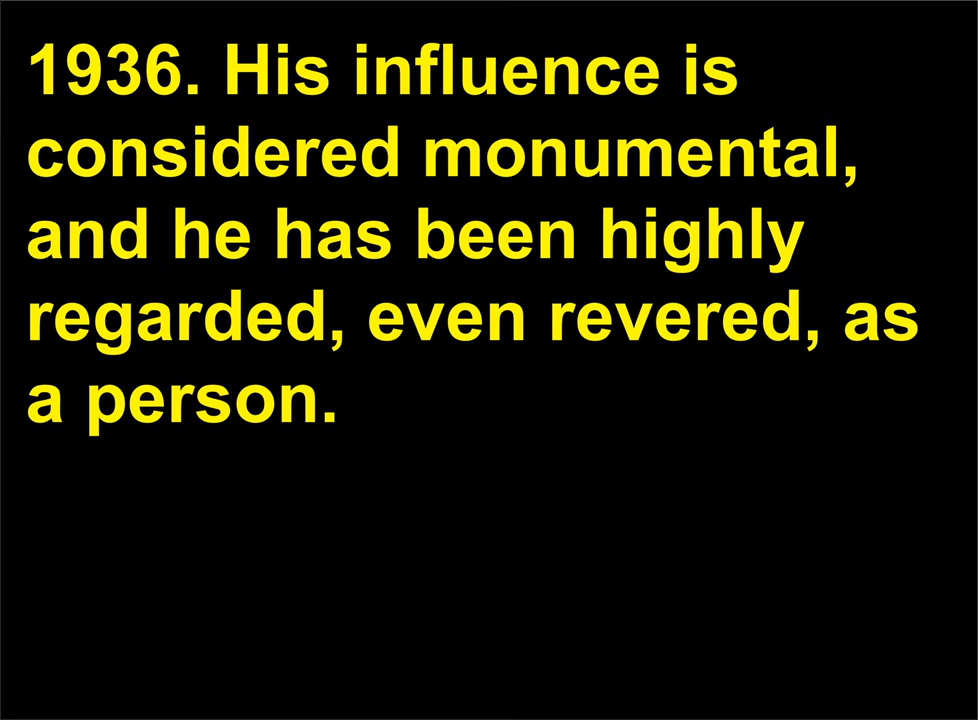 1936. His influence is
considered monumental,
and he has been highly
regarded, even revered, as
a person.